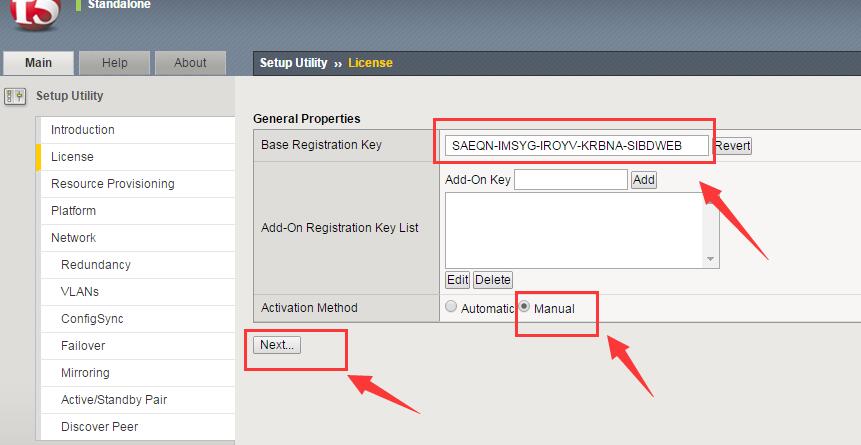 f5
Standalone
Main
Help
About
Setup Utility ›› License
Setup Utility
Introduction
License
Resource Provisioning
Platform
Network
Redundancy
VLANs
ConfigSync
Failover
Mirroring
Active/Standby Pair
Discover Peer
General Properties
Base Registration Key
SAEQN-IMSYG-IROYV-KRBNA-SIBDWEB
Revert
Add-On Registration Key List
Add-On Key
Add
Edit Delete
Activation Method
Automatic Manual
Next...